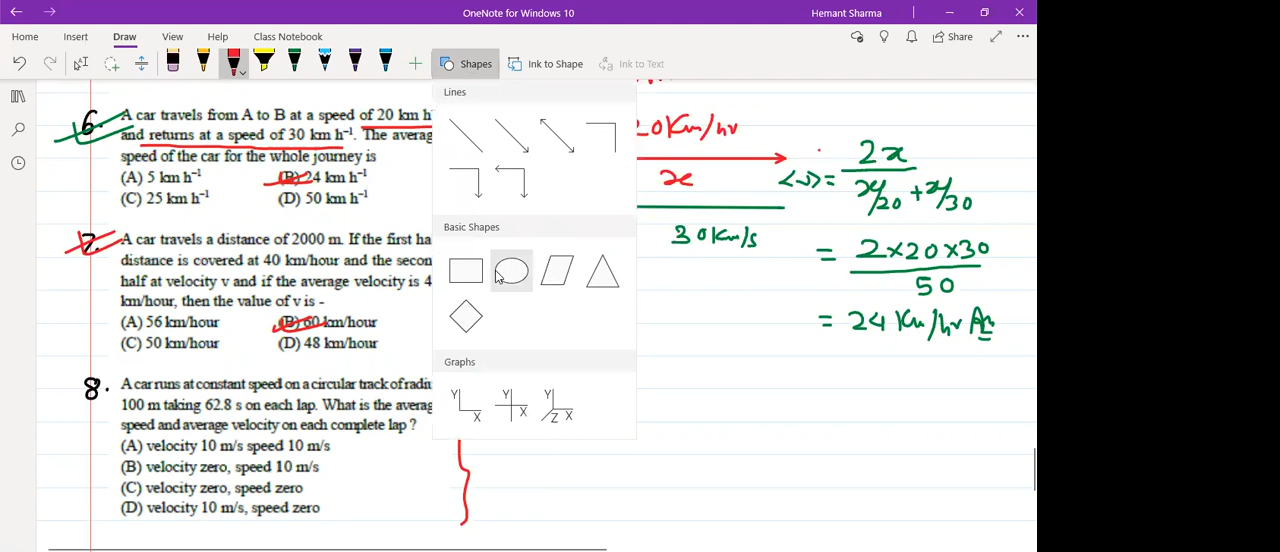 OneNote for Windows 10
Hemant Sharma
Home Insert Draw View Help Class Notebook
Share
Shapes
Ink to Shape
Ink to Text
Lines
Basic Shapes
Graphs
Y X
Y X
Y Z X
6.
A car travels from A to B at a speed of 20 km h
and returns at a speed of 30 km h⁻¹. The averag
speed of the car for the whole journey is
(A) 5 km h⁻¹ (B) 24 km h⁻¹
(C) 25 km h⁻¹ (D) 50 km h⁻¹
7.
A car travels a distance of 2000 m. If the first ha
distance is covered at 40 km/hour and the secon
half at velocity v and if the average velocity is 4
km/hour, then the value of v is -
(A) 56 km/hour (B) 60 km/hour
(C) 50 km/hour (D) 48 km/hour
8.
A car runs at constant speed on a circular track of radiu
100 m taking 62.8 s on each lap. What is the averag
speed and average velocity on each complete lap ?
(A) velocity 10 m/s speed 10 m/s
(B) velocity zero, speed 10 m/s
(C) velocity zero, speed zero
(D) velocity 10 m/s, speed zero
20 Km/hr
x
30 Km/s
<v> = 2x
x/20 + x/30
= 2×20×30
50
= 24 Km/hr An